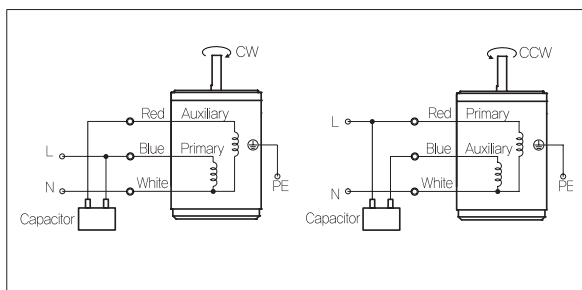 CW
Red Auxiliary
L Blue Primary
N White
PE
Capacitor
CCW
L Red Primary
Blue Auxiliary
N White
PE
Capacitor